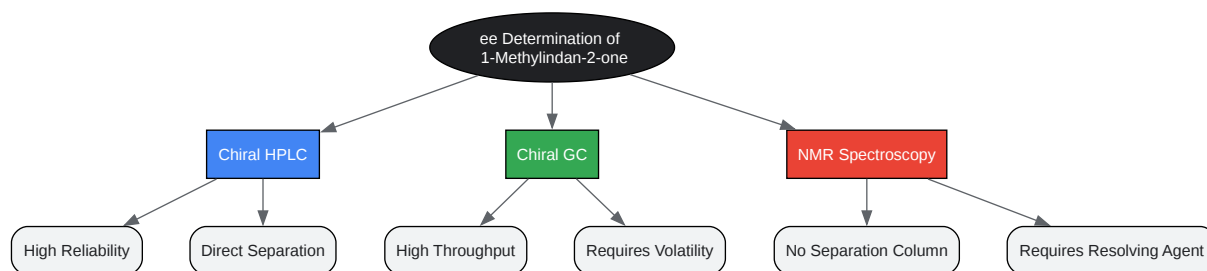 ee Determination of
1-Methylindan-2-one
Chiral HPLC
Chiral GC
NMR Spectroscopy
High Reliability
Direct Separation
High Throughput
Requires Volatility
No Separation Column
Requires Resolving Agent